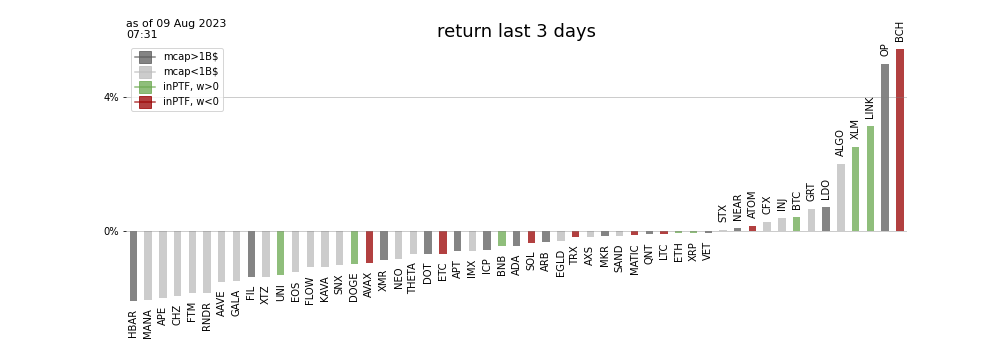 as of 09 Aug 2023
07:31
return last 3 days
mcap>1B$
mcap<1B$
inPTF, w>0
inPTF, w<0
4%
0%
HBAR
MANA
APE
CHZ
FTM
RNDR
AAVE
GALA
FIL
XTZ
UNI
EOS
FLOW
KAVA
SNX
DOGE
AVAX
XMR
NEO
THETA
DOT
ETC
APT
IMX
ICP
BNB
ADA
SOL
ARB
EGLD
TRX
AXS
MKR
SAND
MATIC
QNT
LTC
ETH
XRP
VET
STX
NEAR
ATOM
CFX
INJ
BTC
GRT
LDO
ALGO
XLM
LINK
OP
BCH